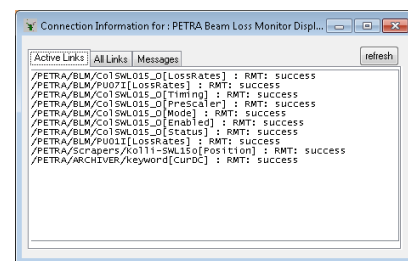 Connection Information for : PETRA Beam Loss Monitor Displ...
Active Links All Links Messages refresh
/PETRA/BLM/ColSWL015_O[LossRates] : RMT: success
/PETRA/BLM/PU07I[LossRates] : RMT: success
/PETRA/BLM/ColSWL015_O[Timing] : RMT: success
/PETRA/BLM/ColSWL015_O[PreScaler] : RMT: success
/PETRA/BLM/ColSWL015_O[Mode] : RMT: success
/PETRA/BLM/ColSWL015_O[Enabled] : RMT: success
/PETRA/BLM/ColSWL015_O[Status] : RMT: success
/PETRA/BLM/PU01I[LossRates] : RMT: success
/PETRA/Scrapers/Kolli-SWL15o[Position] : RMT: success
/PETRA/ARCHIVER/keyword[CurDC] : RMT: success